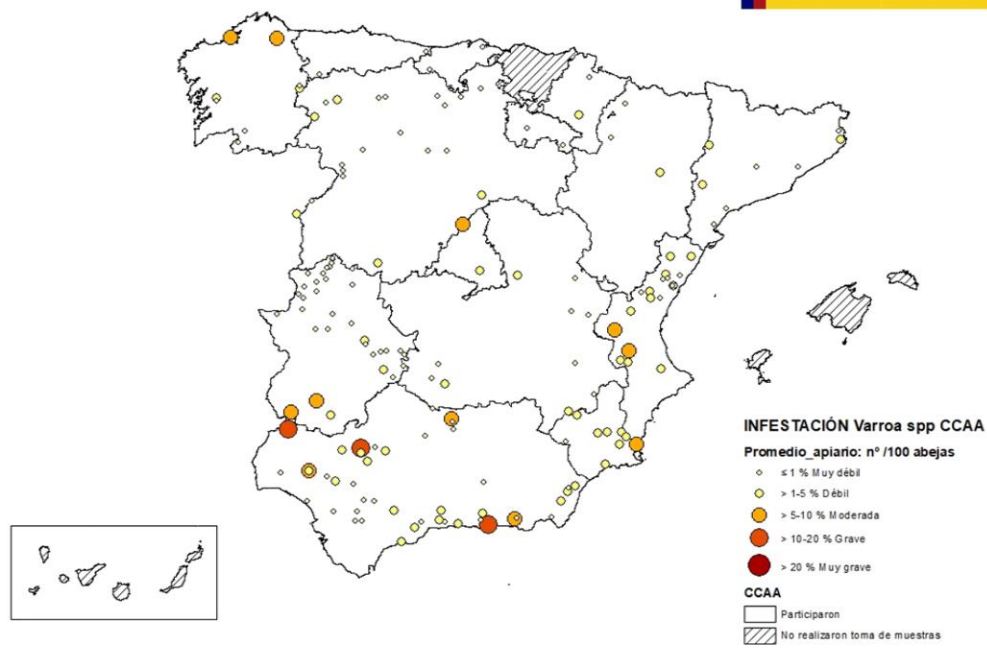 INFESTACIÓN Varroa spp CCAA
Promedio_apiario: nº /100 abejas
≤ 1 % Muy débil
> 1-5 % Débil
> 5-10 % Moderada
> 10-20 % Grave
> 20 % Muy grave
CCAA
Participaron
No realizaron toma de muestras